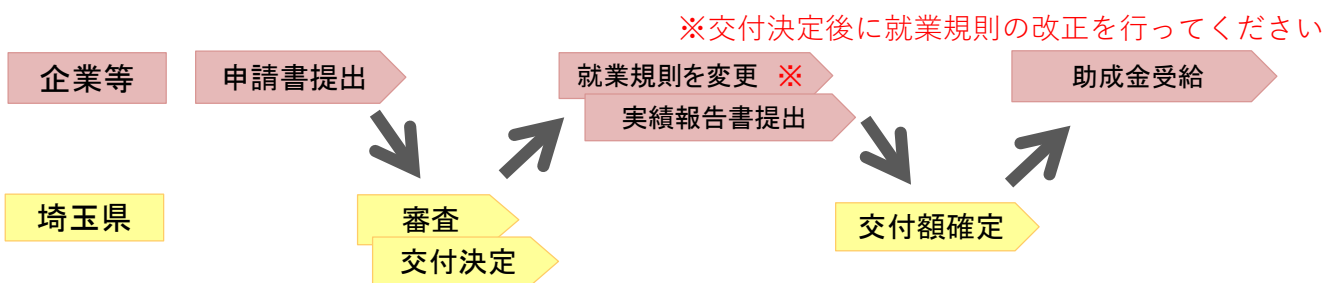 ※交付決定後に就業規則の改正を行ってください
企業等
申請書提出
就業規則を変更 ※
実績報告書提出
助成金受給
埼玉県
審査
交付決定
交付額確定